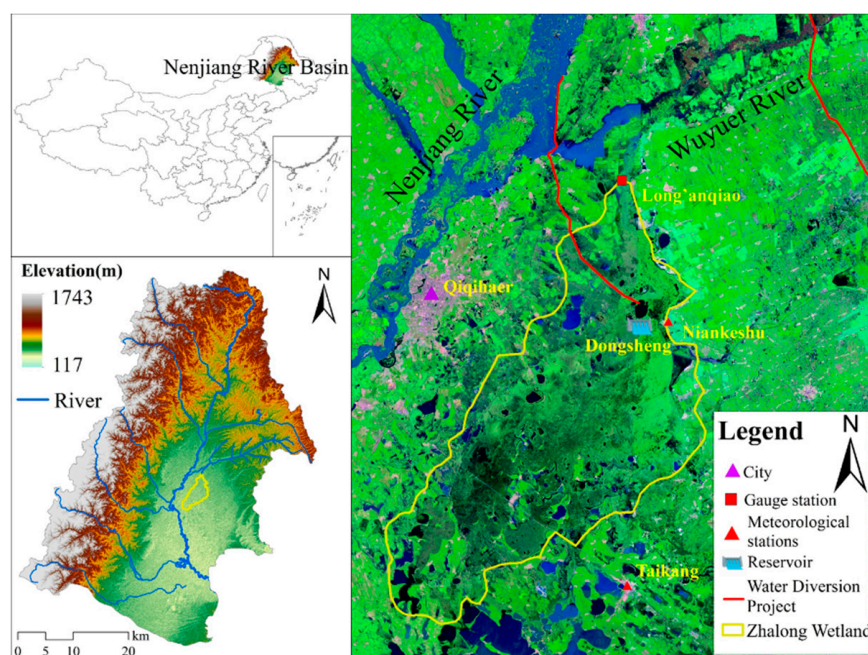 Nenjiang River Basin
Elevation(m)
1743
117
River
N
0 5 10 20 km
Nenjiang River
Wuyuer River
Long'anqiao
Qiqihaer
Niankeshu
Dongsheng
Taikang
Legend
N
City
Gauge station
Meteorological
stations
Reservoir
Water Diversion
Project
Zhalong Wetland